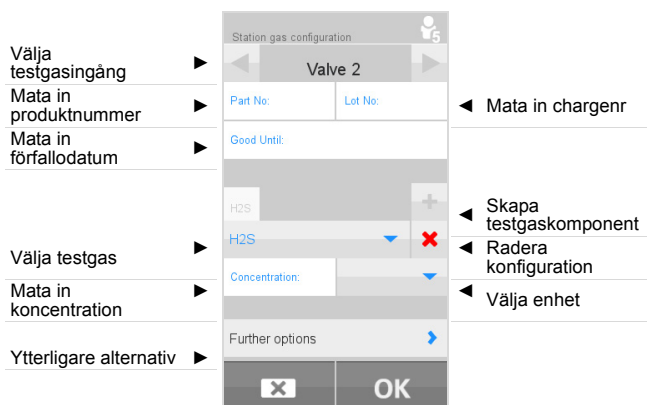 Station gas configuration
5
Välja
testgasingång
Valve 2
Mata in
produktnummer
Part No:
Lot No:
Mata in chargenr
Mata in
förfallodatum
Good Until:
H2S
Skapa
testgaskomponent
Välja testgas
H2S
Radera
konfiguration
Mata in
koncentration
Concentration:
Välja enhet
Ytterligare alternativ
Further options
OK